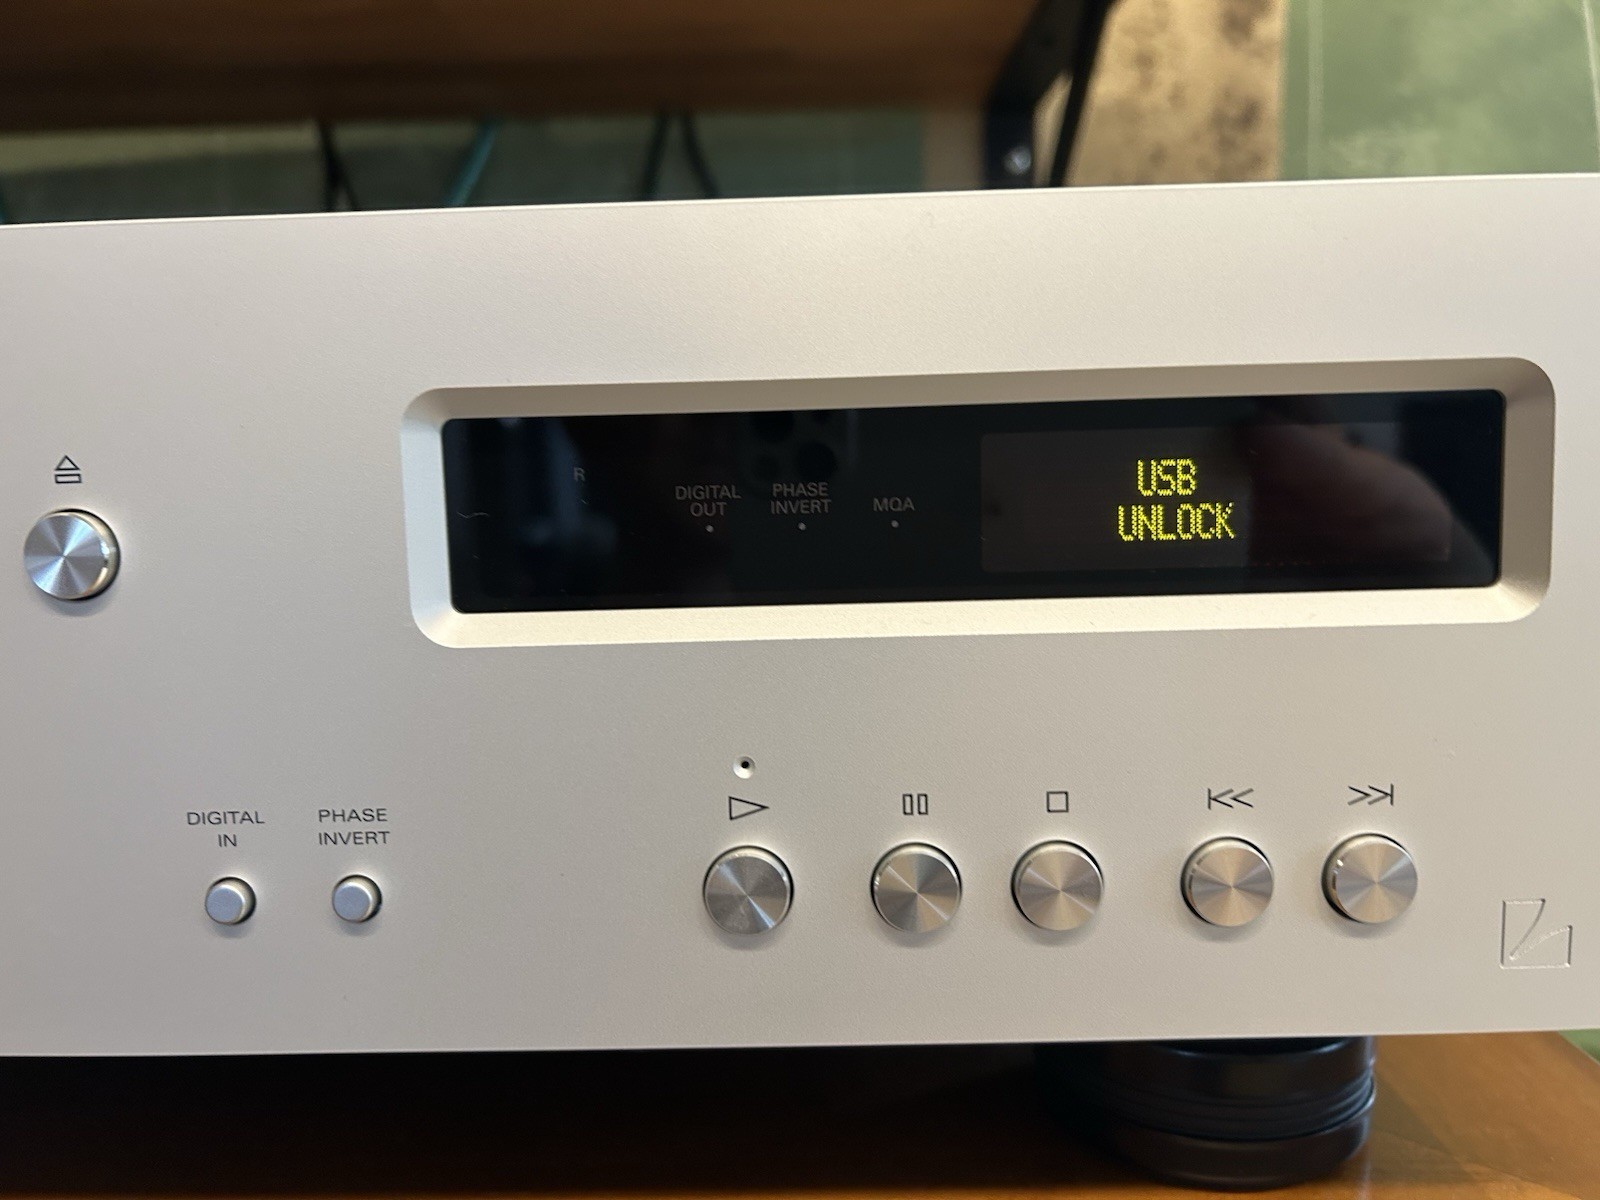 R
DIGITAL
OUT
PHASE
INVERT
MQA
USB
UNLOCK
DIGITAL
IN
PHASE
INVERT